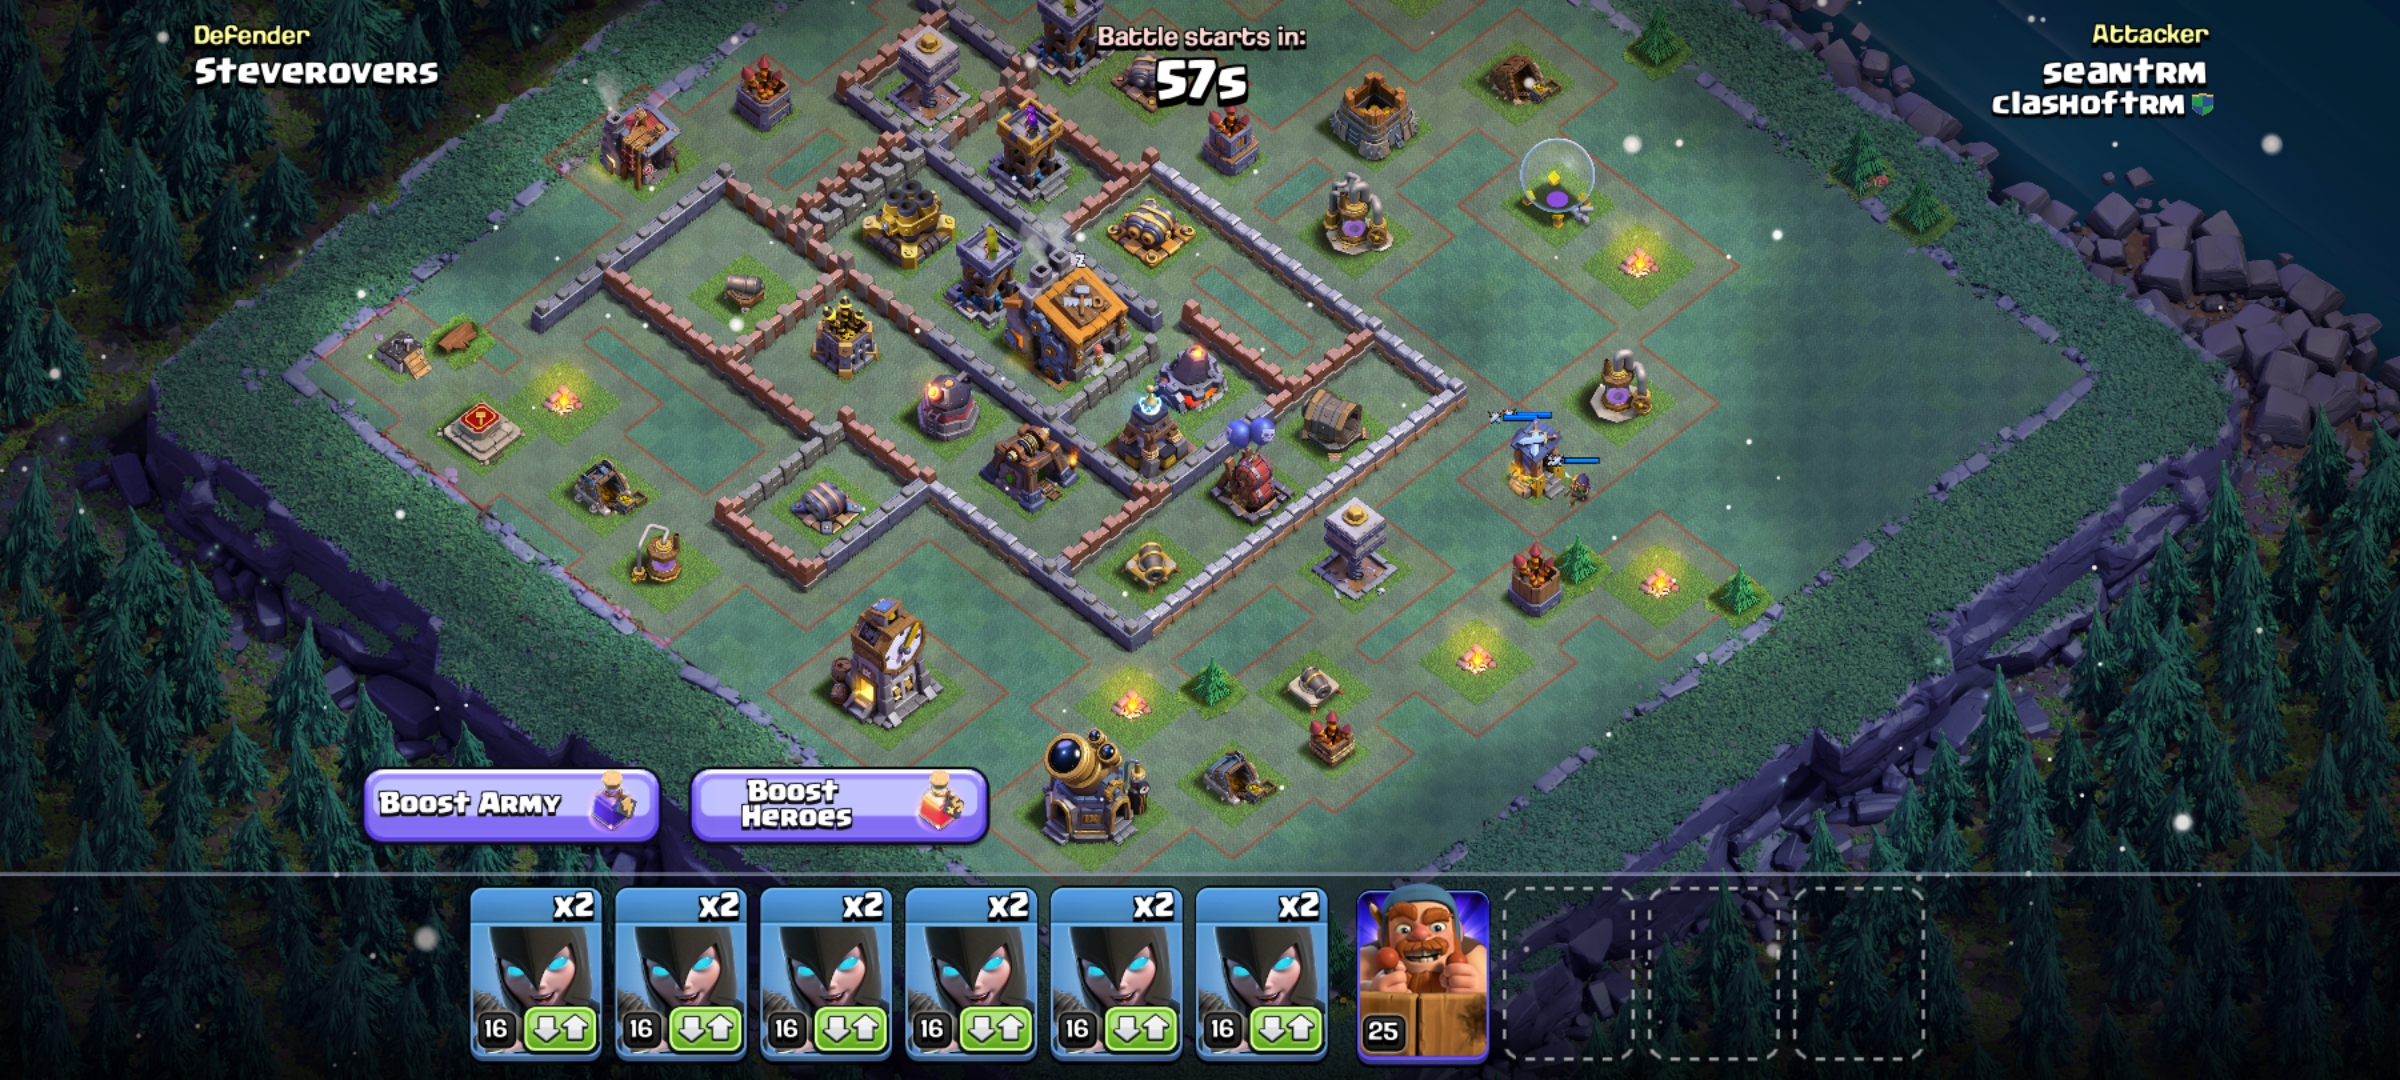 Defender
Steverovers
Battle starts in:
57s
Attacker
seantRM
clashoftRM
z
Boost Army
Boost
Heroes
x2
x2
x2
x2
x2
x2
16
16
16
16
16
16
25